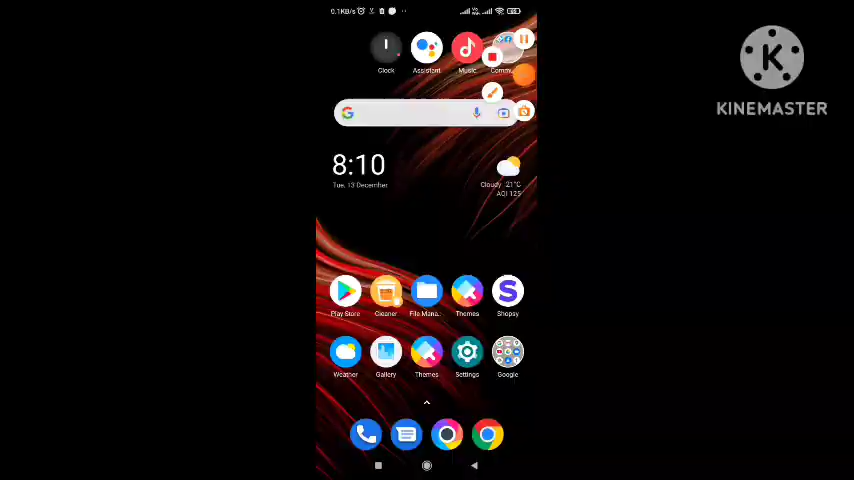 0.1KB/s
Clock
Assistant
Music
Commu
KINEMASTER
8:10
Tue, 13 December
Cloudy 21°C
AQI 125
Play Store
Cleaner
File Mana..
Themes
Shopsy
Weather
Gallery
Themes
Settings
Google